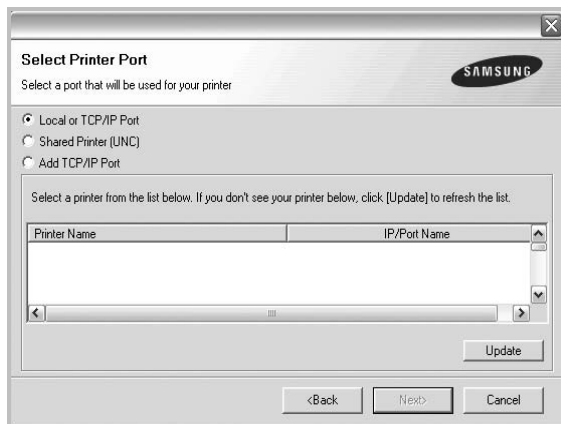 Select Printer Port
Select a port that will be used for your printer
SAMSUNG
Local or TCP/IP Port
Shared Printer (UNC)
Add TCP/IP Port
Select a printer from the list below. If you don't see your printer below, click [Update] to refresh the list.
Printer Name IP/Port Name
Update
<Back Next> Cancel